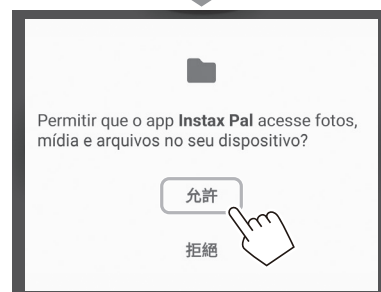 Permitir que o app Instax Pal acesse fotos,
mídia e arquivos no seu dispositivo?
允許
拒絕